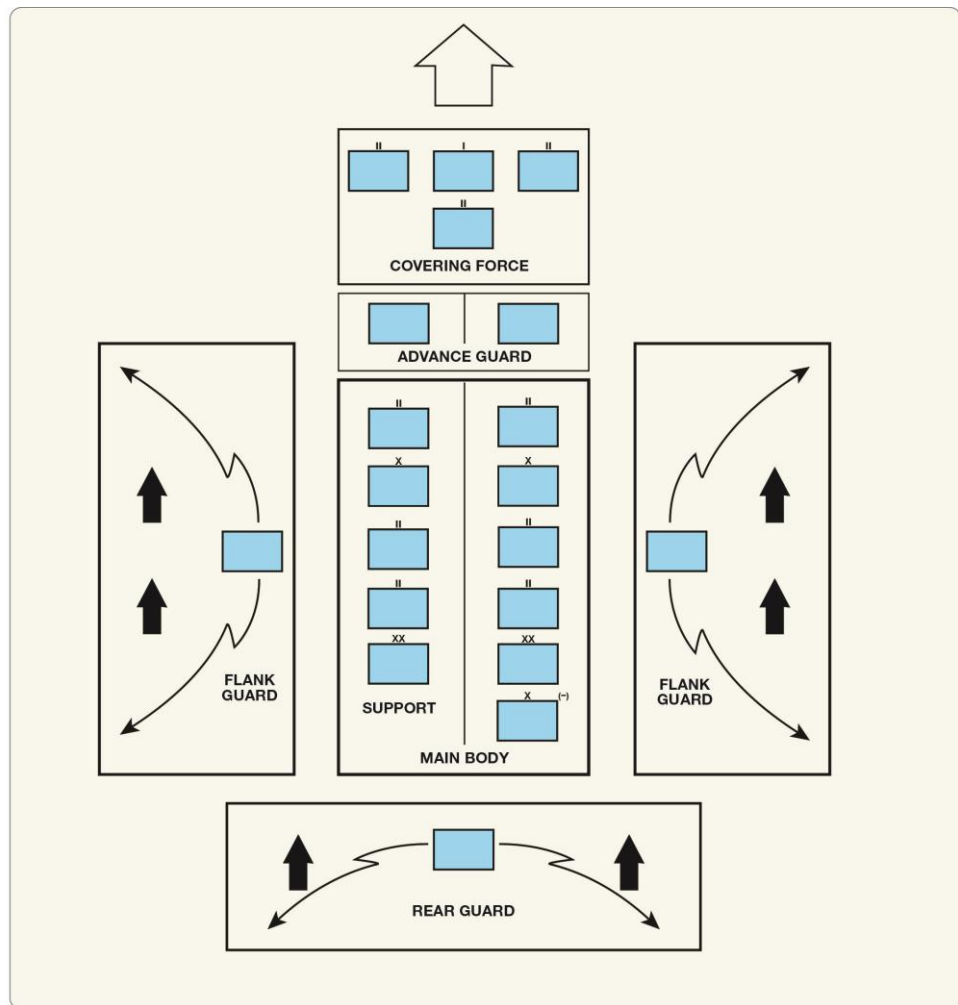 II I II
II
COVERING FORCE
ADVANCE GUARD
II II
X X
II II
II II
XX XX
X (-)
FLANK
GUARD
SUPPORT
MAIN BODY
FLANK
GUARD
REAR GUARD